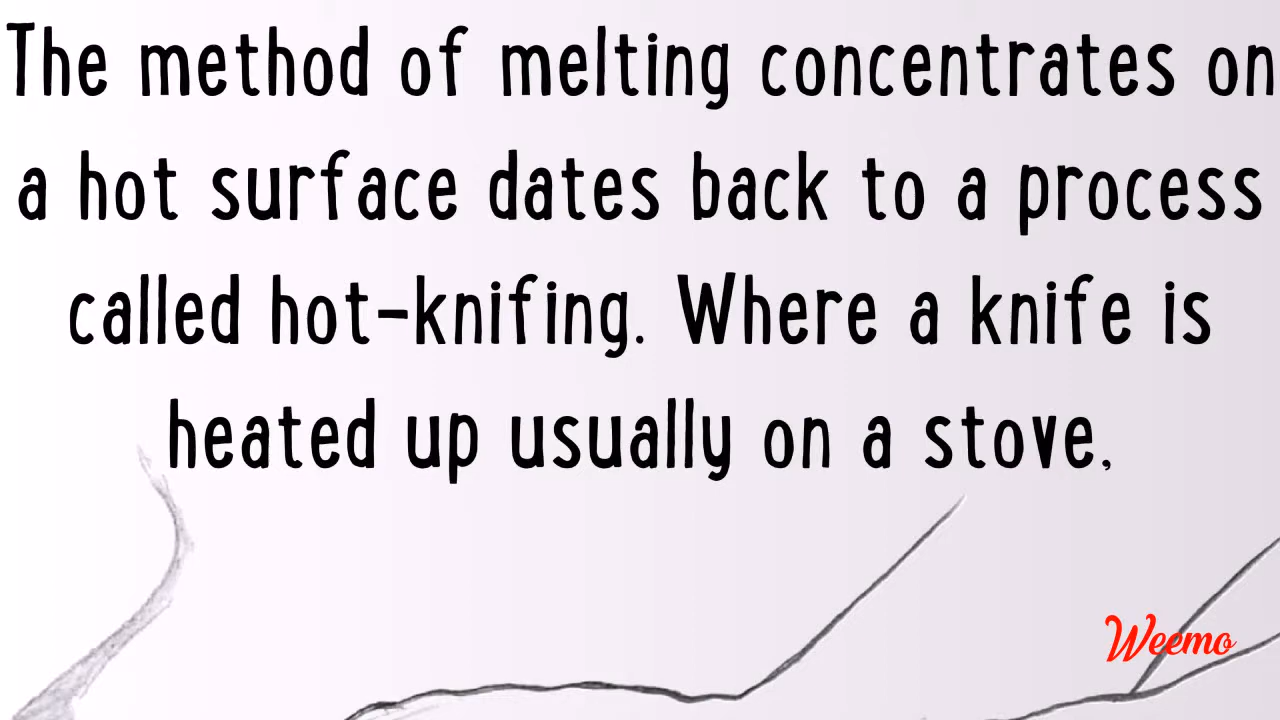 The method of melting concentrates on
a hot surface dates back to a process
called hot-knifing. Where a knife is
heated up usually on a stove,
Weemo